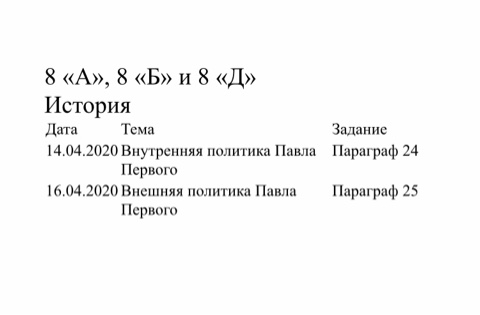 8 «А», 8 «Б» и 8 «Д»
История
Дата Тема Задание
14.04.2020 Внутренняя политика Павла Параграф 24
Первого
16.04.2020 Внешняя политика Павла Параграф 25
Первого